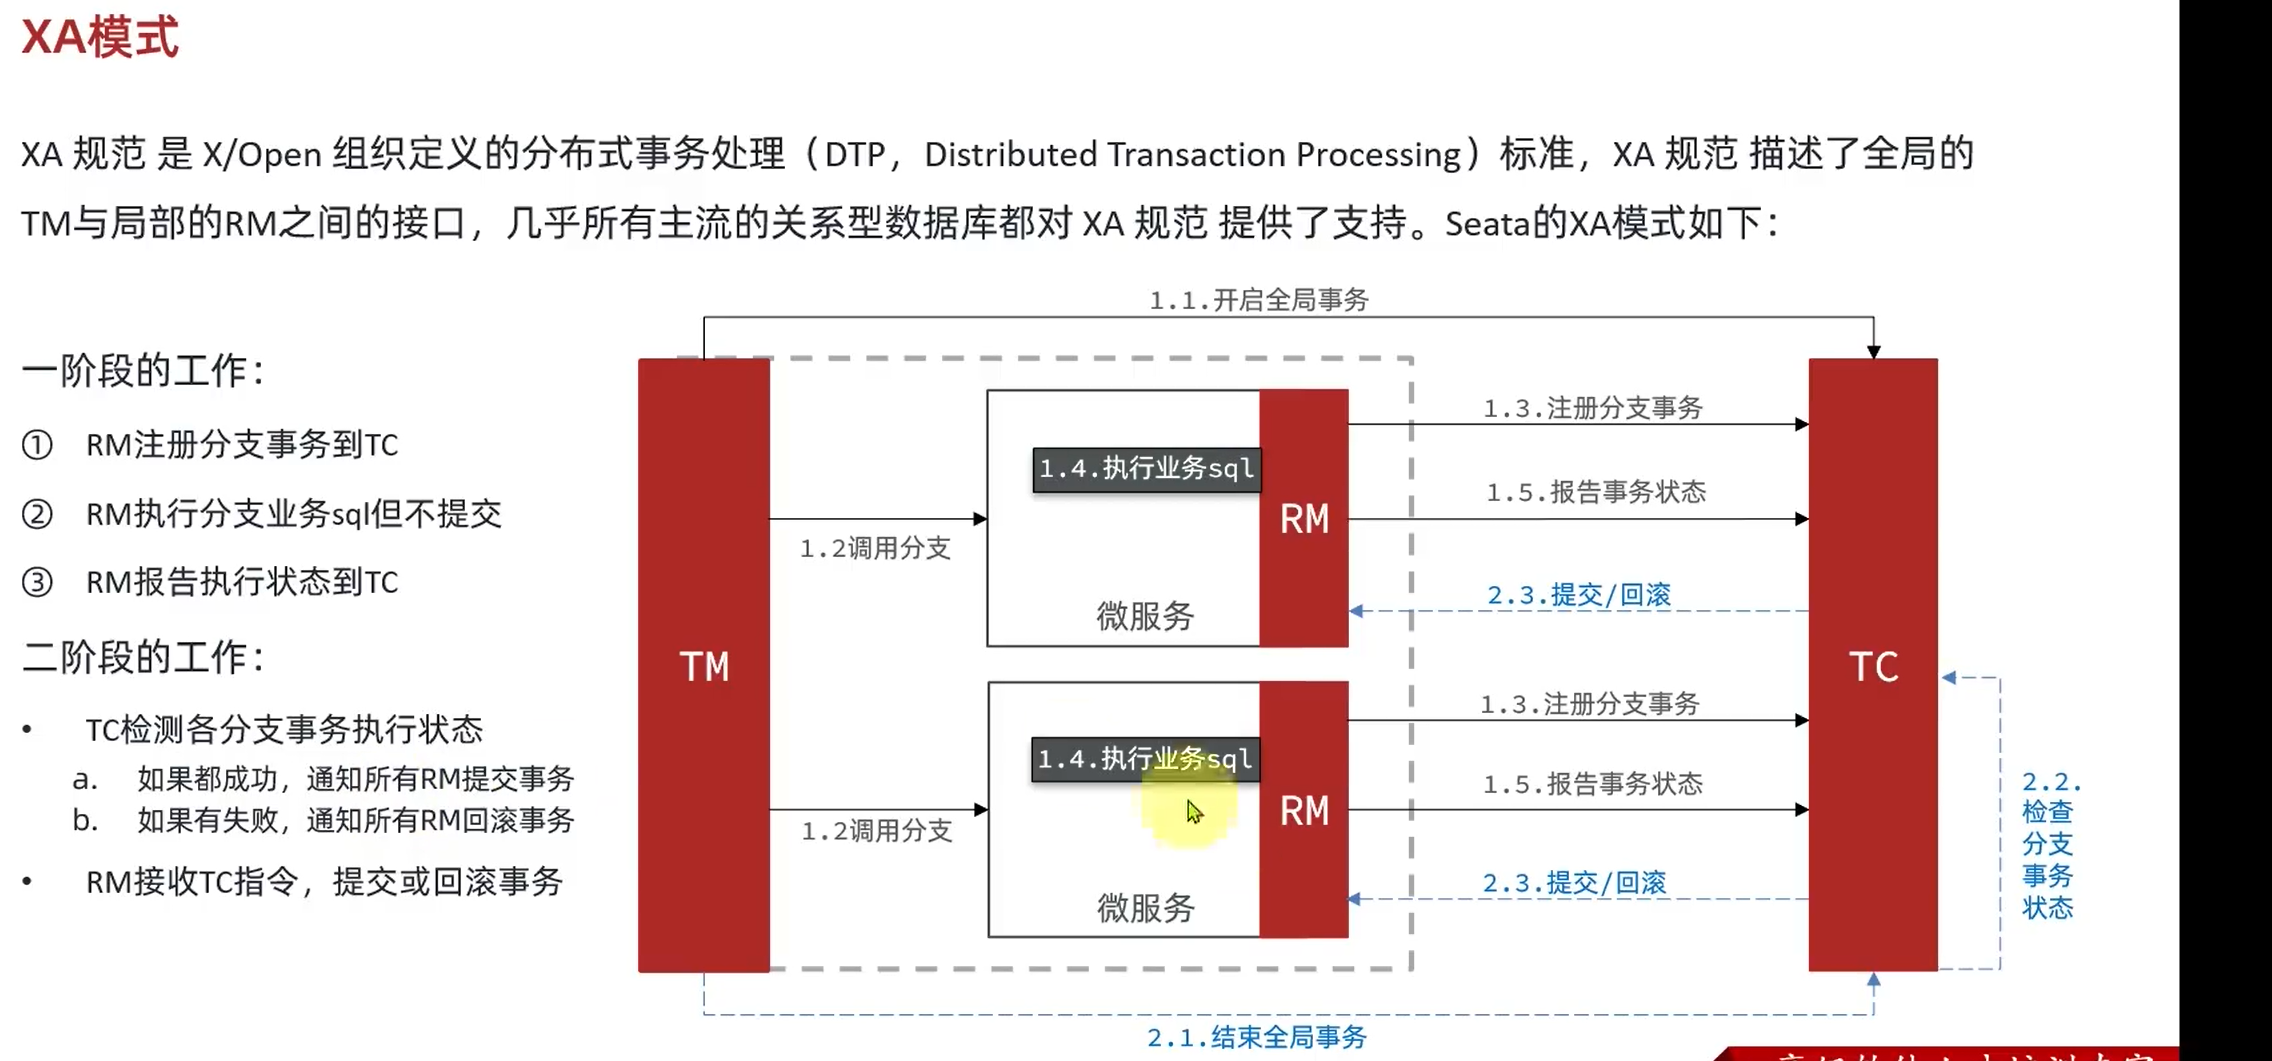 XA模式
XA 规范 是 X/Open 组织定义的分布式事务处理（DTP，Distributed Transaction Processing）标准，XA 规范 描述了全局的
TM与局部的RM之间的接口，几乎所有主流的关系型数据库都对 XA 规范 提供了支持。Seata的XA模式如下：
一阶段的工作：
① RM注册分支事务到TC
② RM执行分支业务sql但不提交
③ RM报告执行状态到TC
二阶段的工作：
• TC检测各分支事务执行状态
a. 如果都成功，通知所有RM提交事务
b. 如果有失败，通知所有RM回滚事务
• RM接收TC指令，提交或回滚事务
1.1.开启全局事务
TM
1.2调用分支
1.4.执行业务sql
微服务
RM
1.3.注册分支事务
1.5.报告事务状态
2.3.提交/回滚
1.2调用分支
1.4.执行业务sql
微服务
RM
1.3.注册分支事务
1.5.报告事务状态
2.3.提交/回滚
TC
2.2.
检查
分支
事务
状态
2.1.结束全局事务